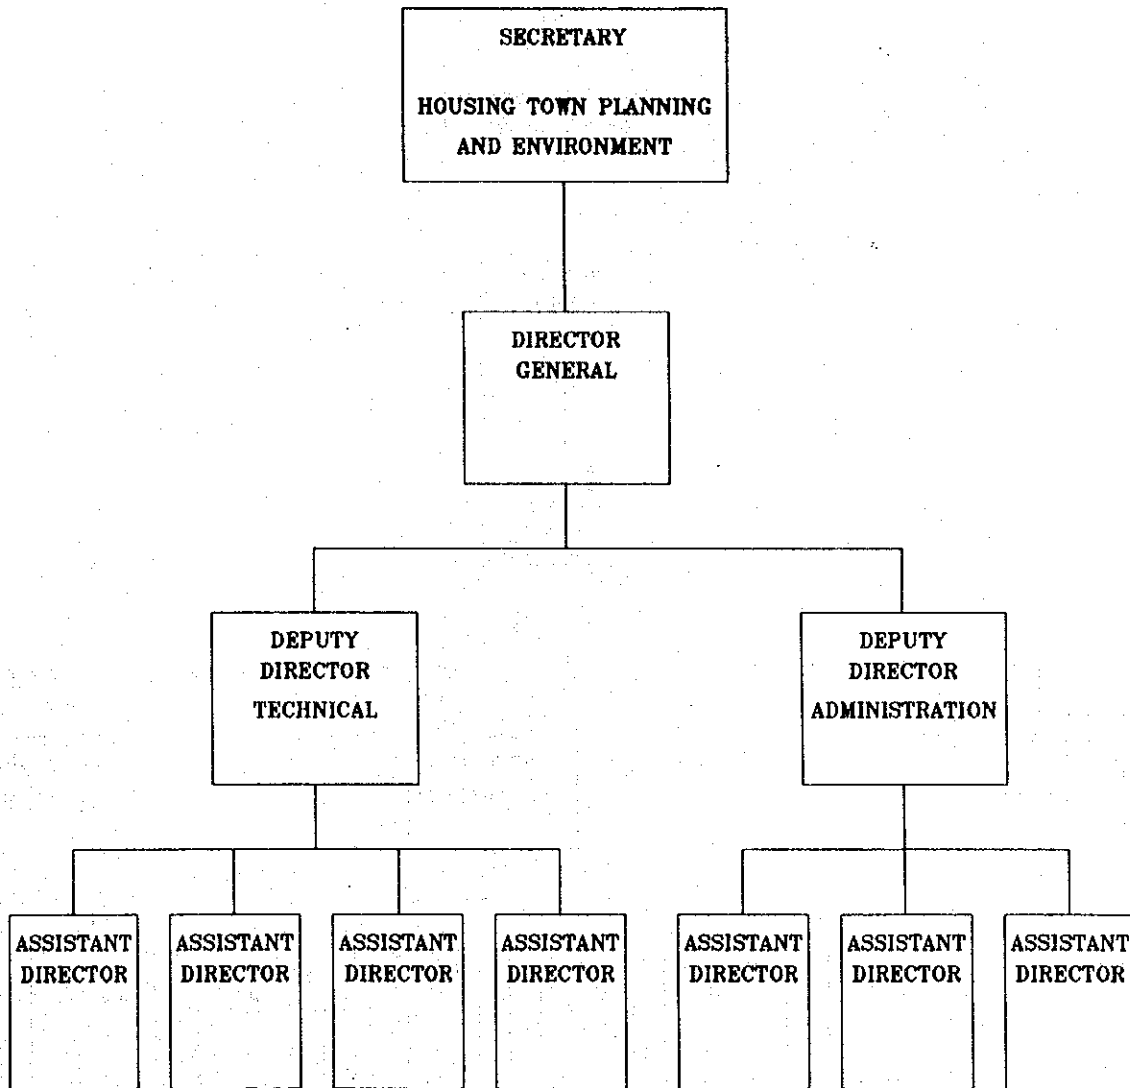 SECRETARY
HOUSING TOWN PLANNING
AND ENVIRONMENT
DIRECTOR
GENERAL
DEPUTY
DIRECTOR
TECHNICAL
DEPUTY
DIRECTOR
ADMINISTRATION
ASSISTANT
DIRECTOR
ASSISTANT
DIRECTOR
ASSISTANT
DIRECTOR
ASSISTANT
DIRECTOR
ASSISTANT
DIRECTOR
ASSISTANT
DIRECTOR
ASSISTANT
DIRECTOR